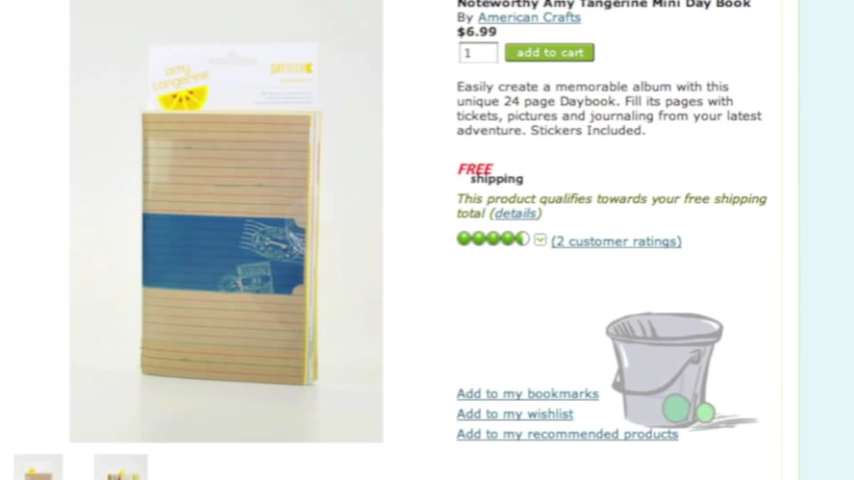 Noteworthy Amy Tangerine Mini Day Book
By American Crafts
$6.99
1
add to cart
Easily create a memorable album with this
unique 24 page Daybook. Fill its pages with
tickets, pictures and journaling from your latest
adventure. Stickers Included.
FREE
shipping
This product qualifies towards your free shipping
total (details)
(2 customer ratings)
Add to my bookmarks
Add to my wishlist
Add to my recommended products
amy
tangerine